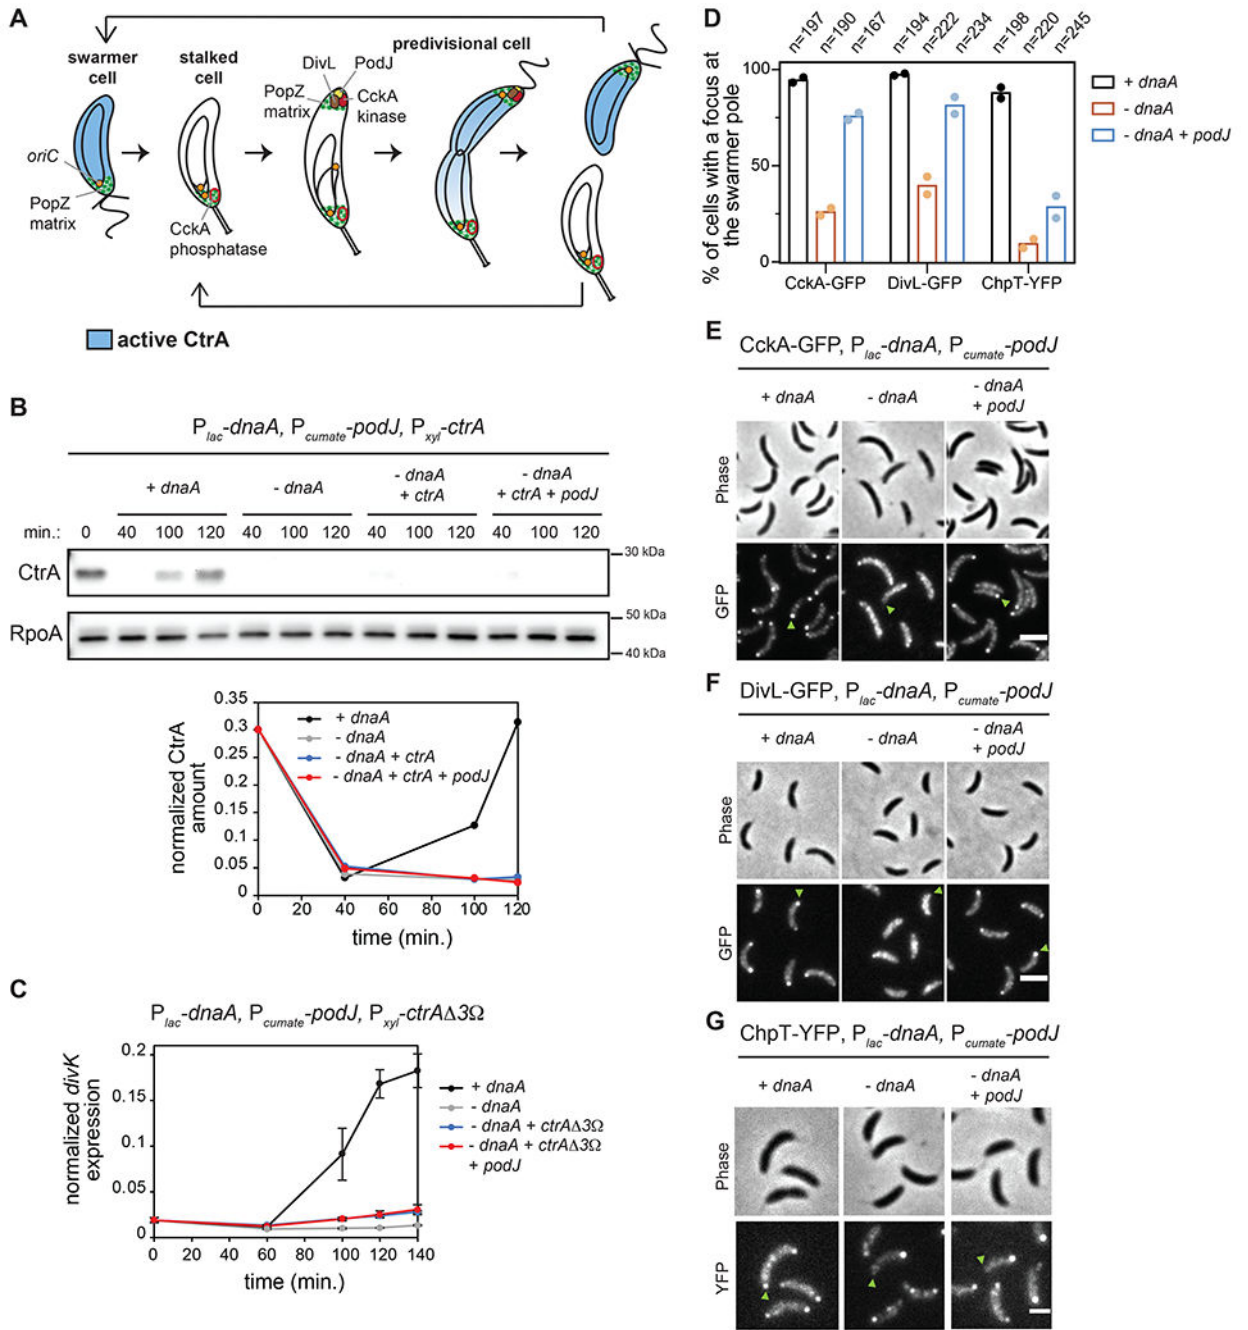 A
swarmer cell
stalked cell
predivisional cell
DivL
PodJ
PopZ matrix
CckA kinase
oriC
PopZ matrix
CckA phosphatase
active CtrA
B
Plac-dnaA, Pcumate-podJ, Pxyl-ctrA
+ dnaA
- dnaA
- dnaA + ctrA
- dnaA + ctrA + podJ
min.: 0 40 100 120 40 100 120 40 100 120 40 100 120
CtrA
30 kDa
RpoA
50 kDa
40 kDa
normalized CtrA amount
0.35
0.3
0.25
0.3
0.15
0.1
0.05
0
+ dnaA
- dnaA
- dnaA + ctrA
- dnaA + ctrA + podJ
0 20 40 60 80 100 120
time (min.)
C
Plac-dnaA, Pcumate-podJ, Pxyl-ctrAΔ3Ω
normalized divK expression
0.2
0.15
0.1
0.05
0
+ dnaA
- dnaA
- dnaA + ctrAΔ3Ω
- dnaA + ctrAΔ3Ω
+ podJ
0 20 40 60 80 100 120 140
time (min.)
D
n=197 n=190 n=167 n=194 n=222 n=234 n=198 n=220 n=245
% of cells with a focus at the swarmer pole
100
50
0
CckA-GFP DivL-GFP ChpT-YFP
+ dnaA
- dnaA
- dnaA + podJ
E
CckA-GFP, Plac-dnaA, Pcumate-podJ
+ dnaA
- dnaA
- dnaA + podJ
Phase
GFP
F
DivL-GFP, Plac-dnaA, Pcumate-podJ
+ dnaA
- dnaA
- dnaA + podJ
Phase
GFP
G
ChpT-YFP, Plac-dnaA, Pcumate-podJ
+ dnaA
- dnaA
- dnaA + podJ
Phase
YFP